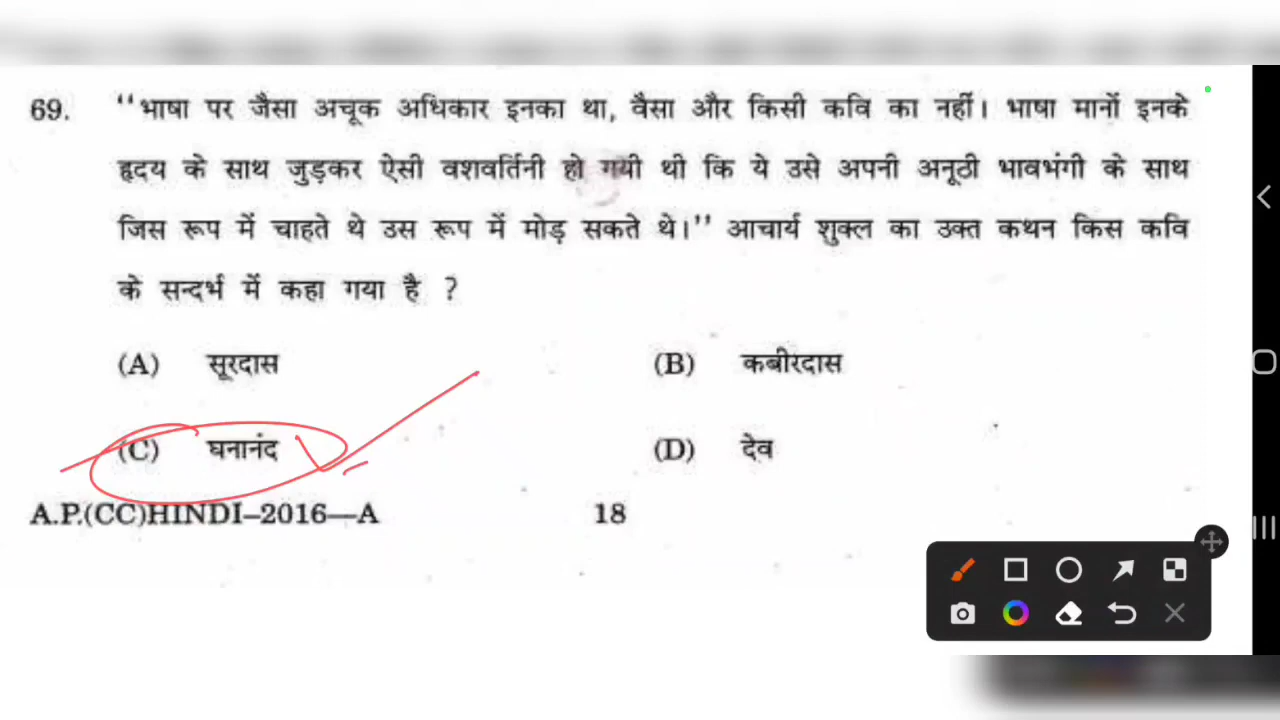 69. ‘‘भाषा पर जैसा अचूक अधिकार इनका था, वैसा और किसी कवि का नहीं। भाषा मानों इनके
हृदय के साथ जुड़कर ऐसी वशवर्तिनी हो गयी थी कि ये उसे अपनी अनूठी भावभंगी के साथ
जिस रूप में चाहते थे उस रूप में मोड़ सकते थे।’’ आचार्य शुक्ल का उक्त कथन किस कवि
के सन्दर्भ में कहा गया है ?
(A) सूरदास (B) कबीरदास
(C) घनानंद (D) देव
A.P.(CC)HINDI–2016—A 18